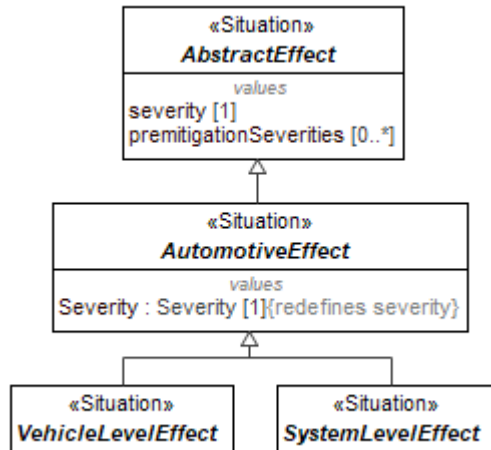 «Situation»
AbstractEffect
values
severity [1]
premitigationSeverities [0..*]
«Situation»
AutomotiveEffect
values
Severity : Severity [1]{redefines severity}
«Situation»
VehicleLevelEffect
«Situation»
SystemLevelEffect